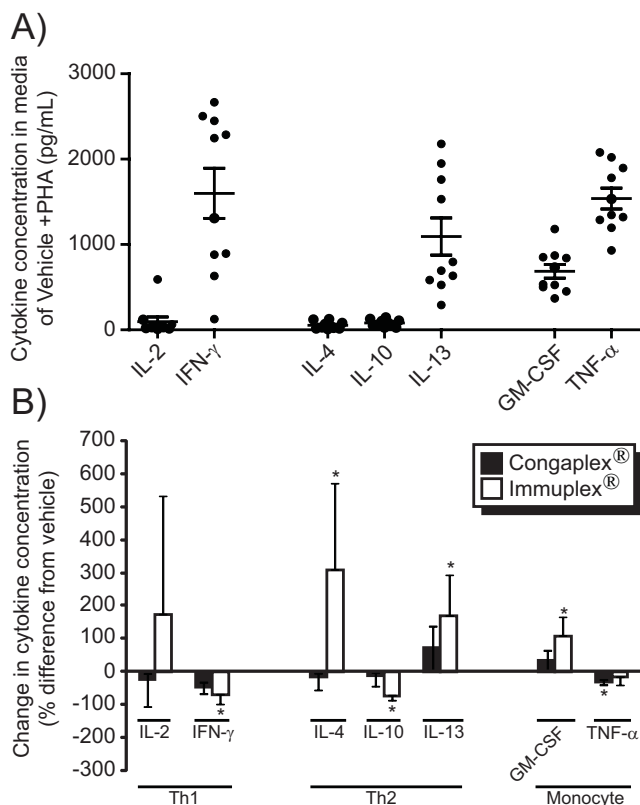 A)
Cytokine concentration in media
of Vehicle +PHA (pg/mL)
3000
2000
1000
0
IL-2
IFN-γ
IL-4
IL-10
IL-13
GM-CSF
TNF-α
B)
Change in cytokine concentration
(% difference from vehicle)
700
600
500
400
300
200
100
0
-100
-200
-300
Congaplex®
Immuplex®
*
*
*
*
*
*
IL-2
IFN-γ
IL-4
IL-10
IL-13
GM-CSF
TNF-α
Th1
Th2
Monocyte